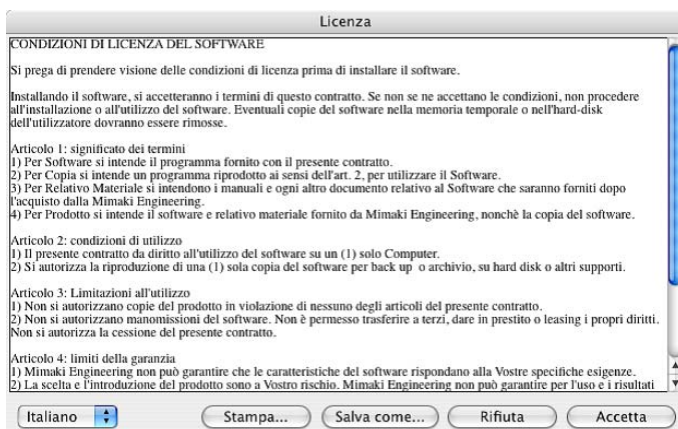 Licenza
CONDIZIONI DI LICENZA DEL SOFTWARE
Si prega di prendere visione delle condizioni di licenza prima di installare il software.
Installando il software, si accetteranno i termini di questo contratto. Se non se ne accettano le condizioni, non procedere
all'installazione o all'utilizzo del software. Eventuali copie del software nella memoria temporale o nell'hard-disk
dell'utilizzatore dovranno essere rimosse.
Articolo 1: significato dei termini
1) Per Software si intende il programma fornito con il presente contratto.
2) Per Copia si intende un programma riprodotto ai sensi dell'art. 2, per utilizzare il Software.
3) Per Relativo Materiale si intendono i manuali e ogni altro documento relativo al Software che saranno forniti dopo
l'acquisto dalla Mimaki Engineering.
4) Per Prodotto si intende il software e relativo materiale fornito da Mimaki Engineering, nonchè la copia del software.
Articolo 2: condizioni di utilizzo
1) Il presente contratto da diritto all'utilizzo del software su un (1) solo Computer.
2) Si autorizza la riproduzione di una (1) sola copia del software per back up o archivio, su hard disk o altri supporti.
Articolo 3: Limitazioni all'utilizzo
1) Non si autorizzano copie del prodotto in violazione di nessuno degli articoli del presente contratto.
2) Non si autorizzano manomissioni del software. Non è permesso trasferire a terzi, dare in prestito o leasing i propri diritti.
Non si autorizza la cessione del presente contratto.
Articolo 4: limiti della garanzia
1) Mimaki Engineering non può garantire che le caratteristiche del software rispondano alla Vostre specifiche esigenze.
2) La scelta e l'introduzione del prodotto sono a Vostro rischio. Mimaki Engineering non può garantire per l'uso e i risultati
Italiano Stampa... Salva come... Rifiuta Accetta